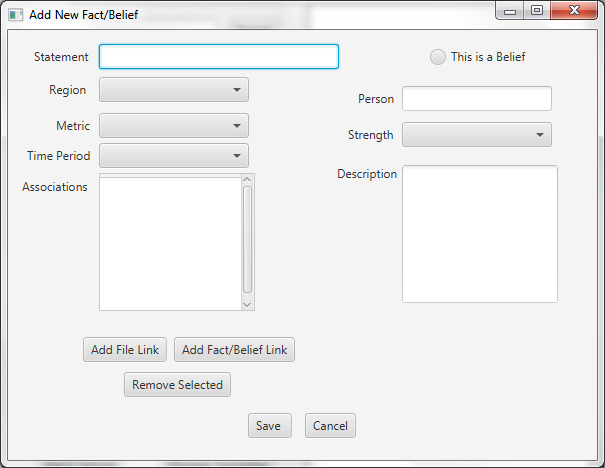 Add New Fact/Belief
Statement
This is a Belief
Region
Person
Metric
Strength
Time Period
Description
Associations
Add File Link
Add Fact/Belief Link
Remove Selected
Save
Cancel